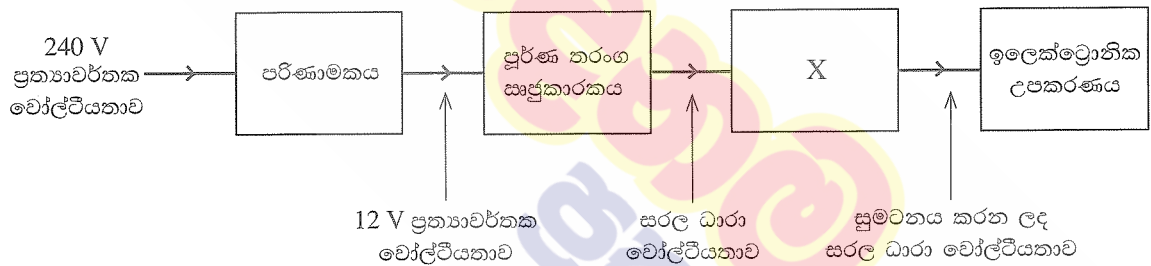 240 V
ප්‍රත්‍යාවර්තක
වෝල්ටීයතාව
පරිණාමකය
පූර්ණ තරංග
ඍජුකාරකය
X
ඉලෙක්ට්‍රොනික
උපකරණය
12 V ප්‍රත්‍යාවර්තක
වෝල්ටීයතාව
සරල ධාරා
වෝල්ටීයතාව
සුමටනය කරන ලද
සරල ධාරා වෝල්ටීයතාව